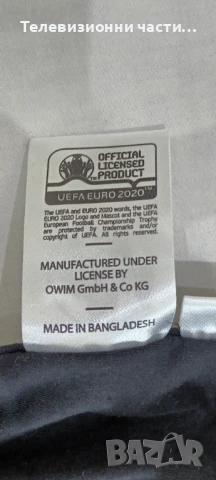 Телевизионни части...
OFFICIAL
LICENSED
PRODUCT
UEFA EURO 2020™
The UEFA and EURO 2020 words, the UEFA
EURO 2020 Logo and Mascot and the UEFA
European Football Championship Trophy
are protected by trademarks and/or
copyright of UEFA. All rights reserved.
MANUFACTURED UNDER
LICENSE BY
OWIM GmbH & Co KG
MADE IN BANGLADESH
БАZAR